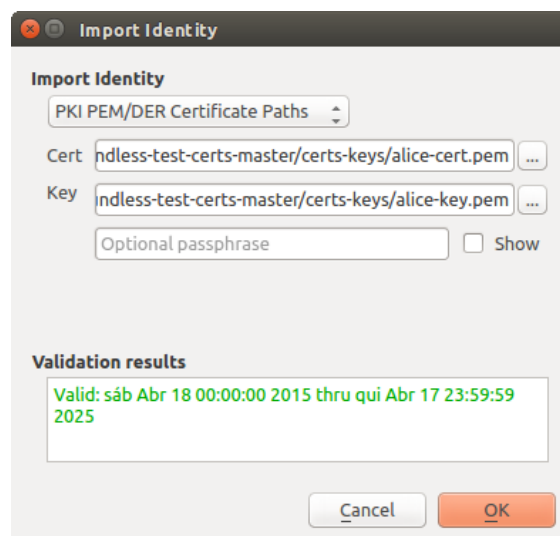 Import Identity
Import Identity
PKI PEM/DER Certificate Paths
Cert ndless-test-certs-master/certs-keys/alice-cert.pem ...
Key ndless-test-certs-master/certs-keys/alice-key.pem ...
Optional passphrase Show
Validation results
Valid: sáb Abr 18 00:00:00 2015 thru qui Abr 17 23:59:59
2025
Cancel OK